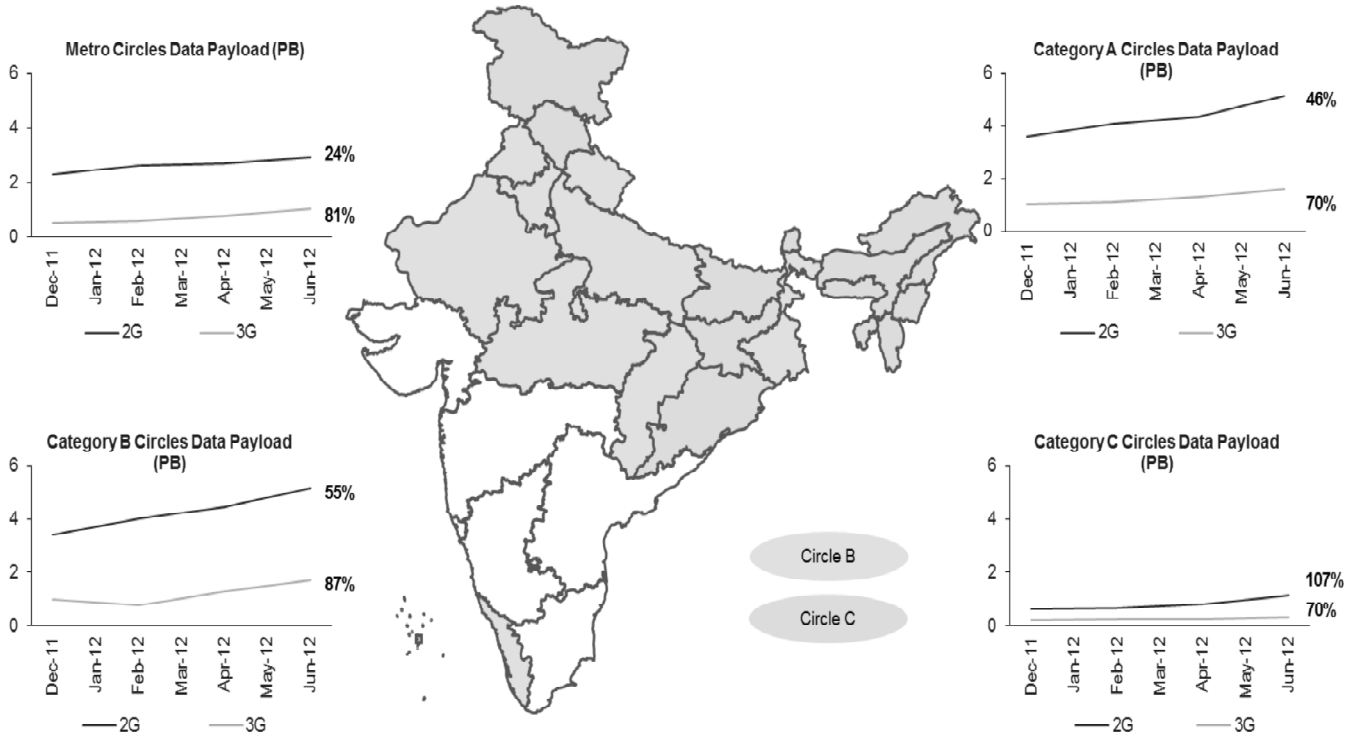 Metro Circles Data Payload (PB)
6
4
2
0
24%
81%
Dec-11
Jan-12
Feb-12
Mar-12
Apr-12
May-12
Jun-12
2G
3G
Category A Circles Data Payload
(PB)
6
4
2
0
46%
70%
Dec-11
Jan-12
Feb-12
Mar-12
Apr-12
May-12
Jun-12
2G
3G
Category B Circles Data Payload
(PB)
6
4
2
0
55%
87%
Dec-11
Jan-12
Feb-12
Mar-12
Apr-12
May-12
Jun-12
2G
3G
Circle B
Circle C
Category C Circles Data Payload
(PB)
6
4
2
0
107%
70%
Dec-11
Jan-12
Feb-12
Mar-12
Apr-12
May-12
Jun-12
2G
3G